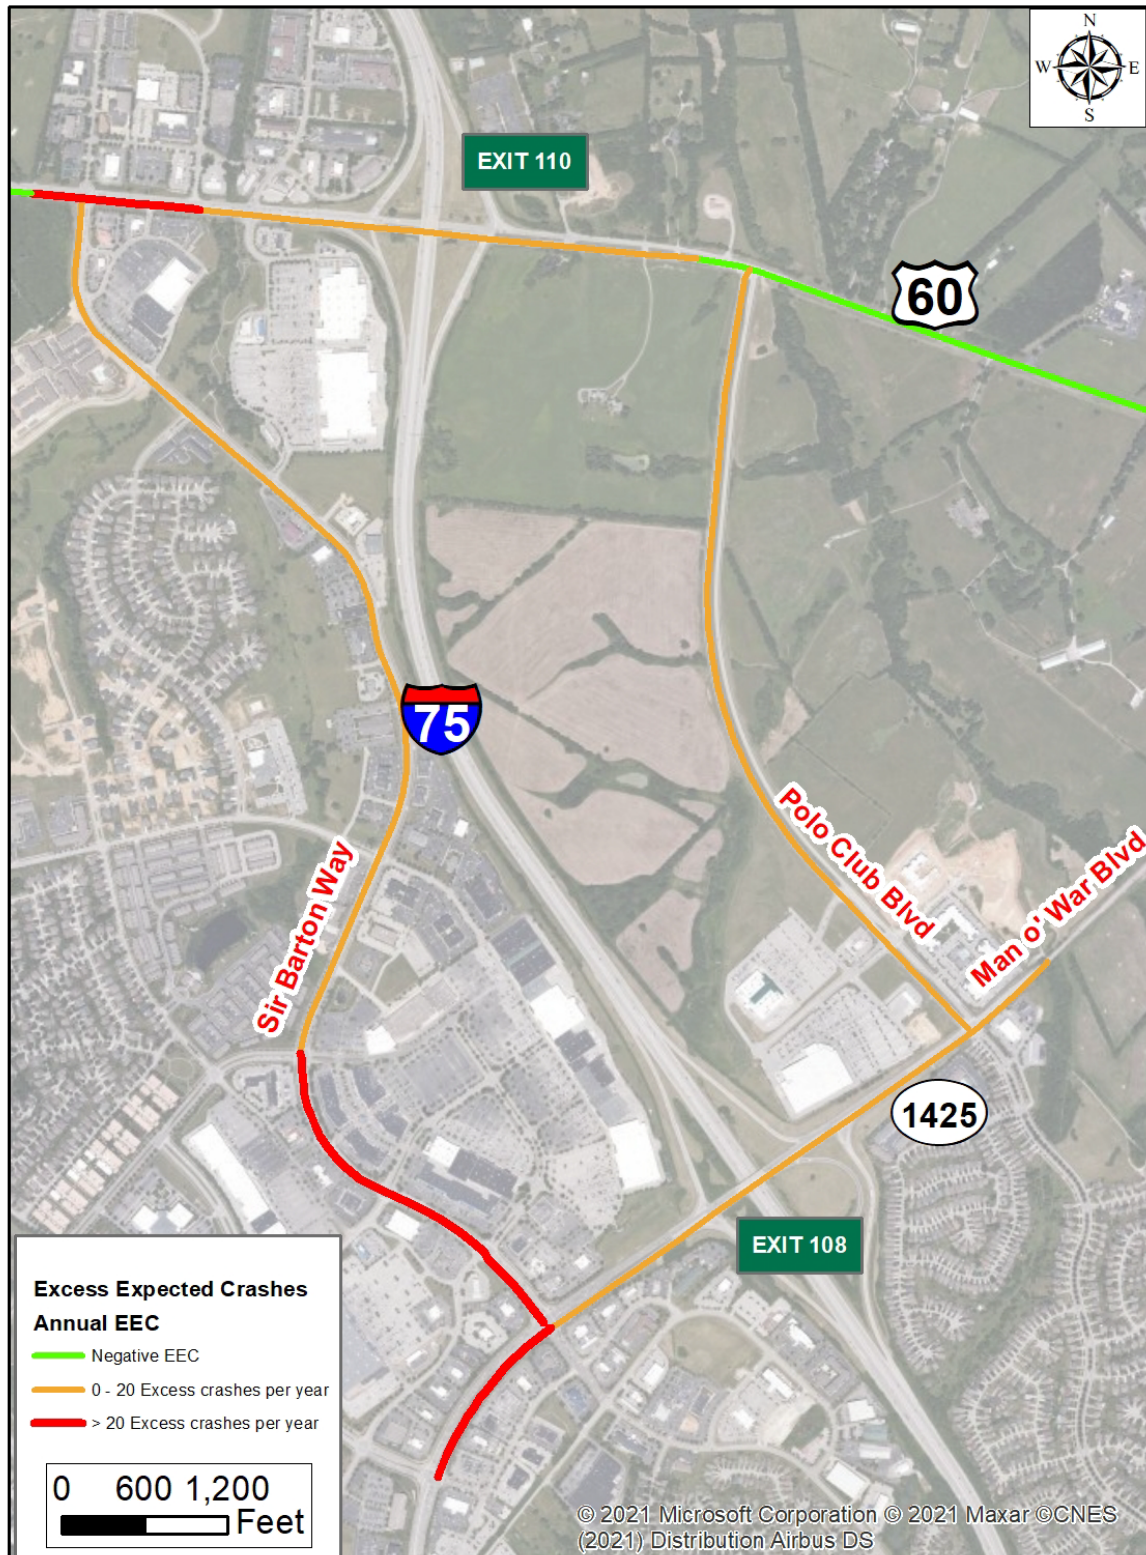 N
W E
S
EXIT 110
60
75
Polo Club Blvd
Man o' War Blvd
Sir Barton Way
1425
EXIT 108
Excess Expected Crashes
Annual EEC
Negative EEC
0 - 20 Excess crashes per year
> 20 Excess crashes per year
0 600 1,200
Feet
© 2021 Microsoft Corporation © 2021 Maxar ©CNES
(2021) Distribution Airbus DS